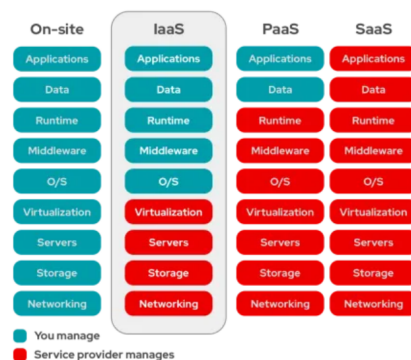 On-site IaaS PaaS SaaS
Applications Applications Applications Applications
Data Data Data Data
Runtime Runtime Runtime Runtime
Middleware Middleware Middleware Middleware
O/S O/S O/S O/S
Virtualization Virtualization Virtualization Virtualization
Servers Servers Servers Servers
Storage Storage Storage Storage
Networking Networking Networking Networking
You manage
Service provider manages